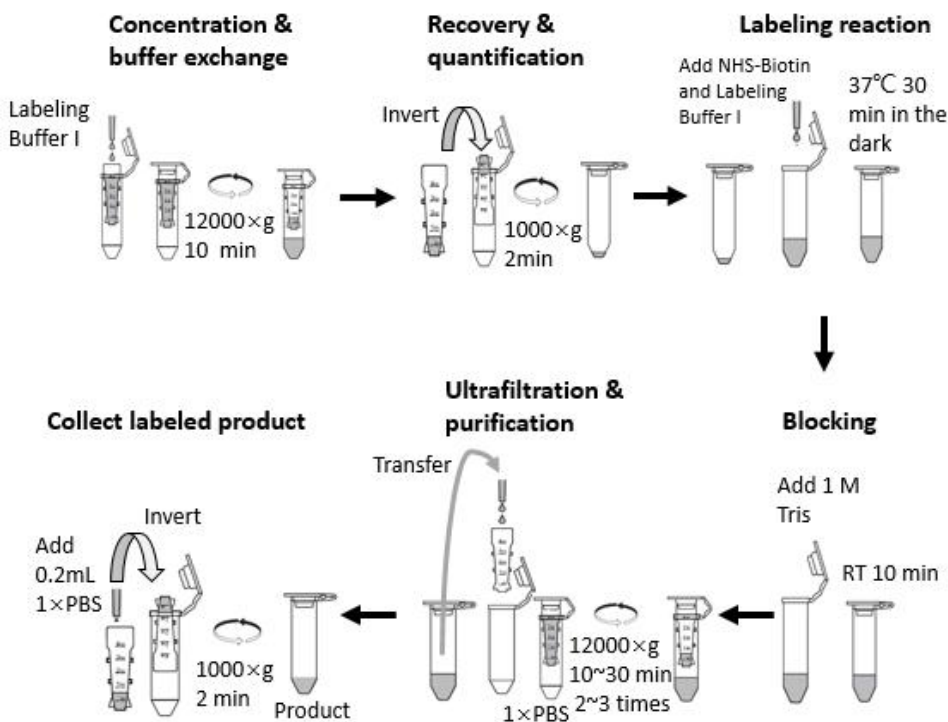 Concentration &
buffer exchange
Labeling
Buffer I
12000×g
10 min
Recovery &
quantification
Invert
1000×g
2min
Labeling reaction
Add NHS-Biotin
and Labeling
Buffer I
37℃ 30
min in the
dark
Blocking
Add 1 M
Tris
RT 10 min
Ultrafiltration &
purification
Transfer
1×PBS
12000×g
10~30 min
2~3 times
Collect labeled product
Invert
Add
0.2mL
1×PBS
1000×g
2 min
Product